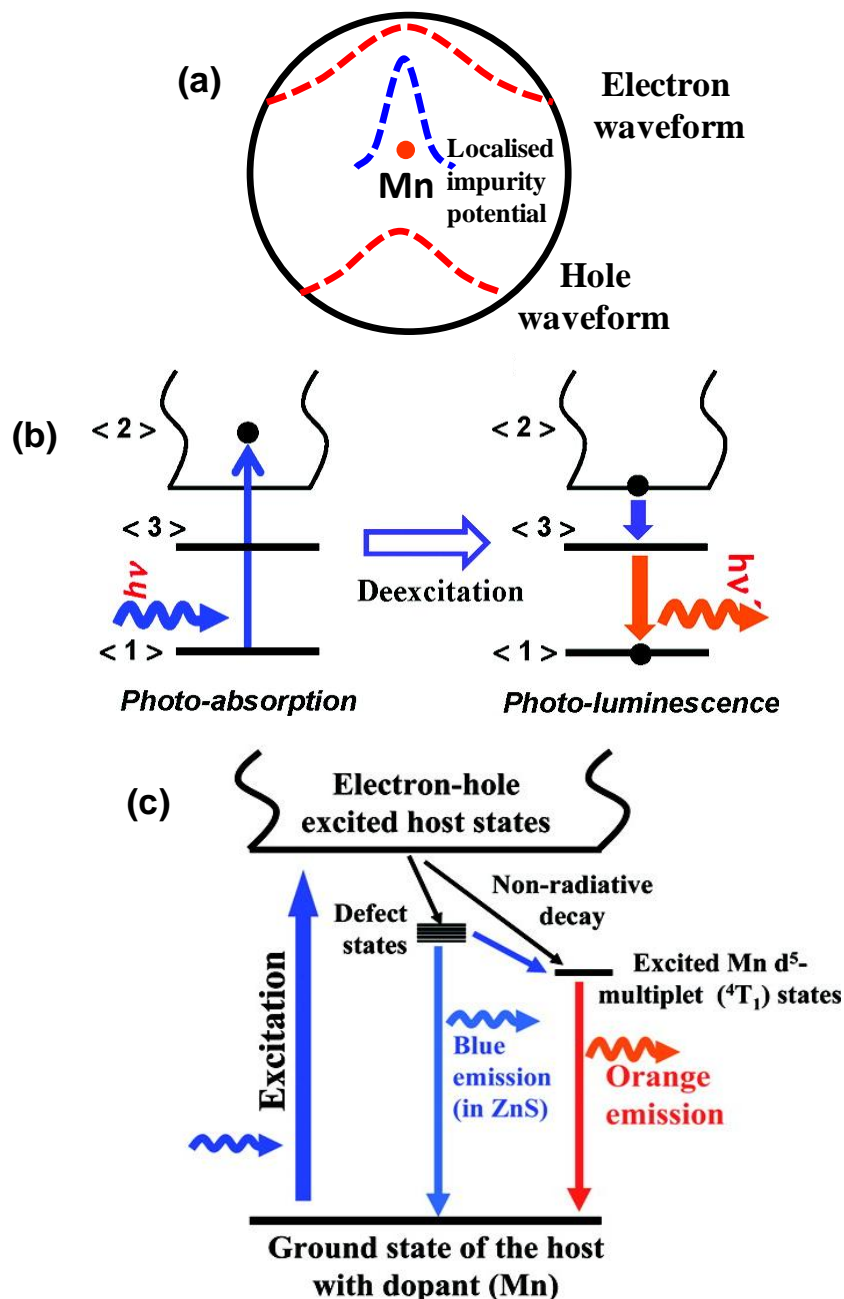 (a)
Electron
waveform
Localised
impurity
potential
Mn
Hole
waveform
(b)
< 2 >
< 3 >
hν
< 1 >
Photo-absorption
Deexcitation
< 2 >
< 3 >
hν´
< 1 >
Photo-luminescence
(c)
Electron-hole
excited host states
Non-radiative
decay
Defect
states
Excited Mn d⁵-
multiplet (⁴T₁) states
Excitation
Blue
emission
(in ZnS)
Orange
emission
Ground state of the host
with dopant (Mn)